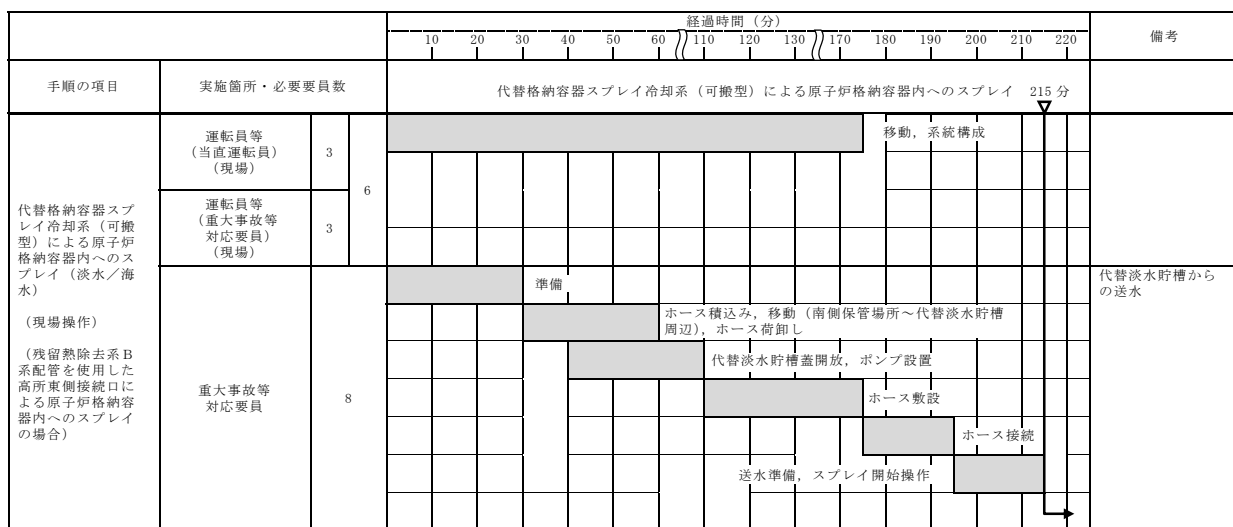 経過時間（分）
10 20 30 40 50 60 110 120 130 170 180 190 200 210 220
備考
手順の項目
実施箇所・必要要員数
代替格納容器スプレイ冷却系（可搬型）による原子炉格納容器内へのスプレイ 215分
代替格納容器スプ
レイ冷却系（可搬
型）による原子炉
格納容器内へのス
プレイ（淡水／海
水）
（現場操作）
（残留熱除去系Ｂ
系配管を使用した
高所東側接続口に
よる原子炉格納容
器内へのスプレイ
の場合）
運転員等
（当直運転員）
（現場）
3
6
移動，系統構成
運転員等
（重大事故等
対応要員）
（現場）
3
重大事故等
対応要員
8
準備
ホース積込み，移動（南側保管場所～代替淡水貯槽
周辺），ホース荷卸し
代替淡水貯槽蓋開放，ポンプ設置
ホース敷設
ホース接続
送水準備，スプレイ開始操作
代替淡水貯槽から
の送水